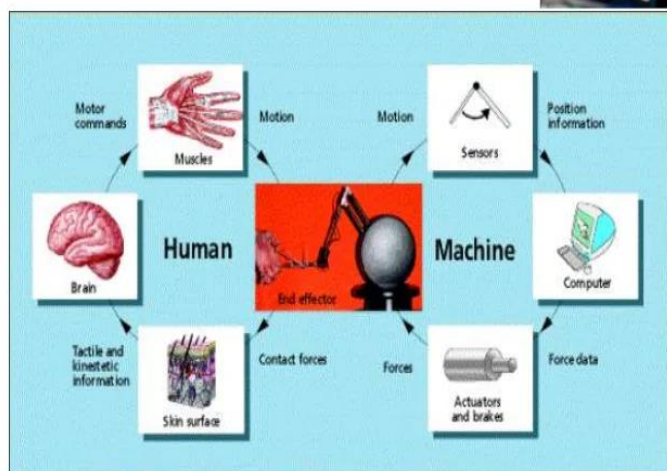 Motor
commands
Muscles
Motion
Motion
Sensors
Position
information
Brain
Human
End effector
Machine
Computer
Tactile and
kinestetic
information
Skin surface
Contact forces
Forces
Actuators
and brakes
Force data